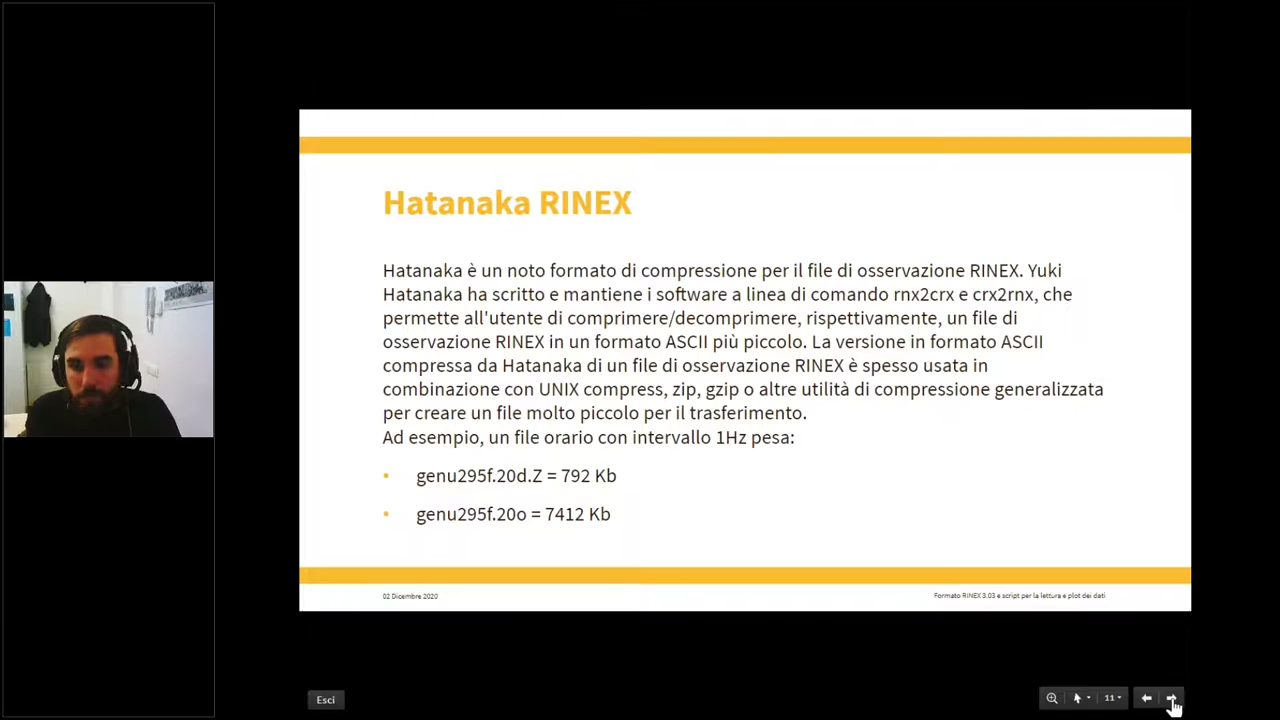 Hatanaka RINEX
Hatanaka è un noto formato di compressione per il file di osservazione RINEX. Yuki
Hatanaka ha scritto e mantiene i software a linea di comando rnx2crx e crx2rnx, che
permette all'utente di comprimere/decomprimere, rispettivamente, un file di
osservazione RINEX in un formato ASCII più piccolo. La versione in formato ASCII
compressa da Hatanaka di un file di osservazione RINEX è spesso usata in
combinazione con UNIX compress, zip, gzip o altre utilità di compressione generalizzata
per creare un file molto piccolo per il trasferimento.
Ad esempio, un file orario con intervallo 1Hz pesa:
• genu295f.20d.Z = 792 Kb
• genu295f.20o = 7412 Kb
02 Dicembre 2020
Formato RINEX 3.03 e script per la lettura e plot dei dati
Esci
11